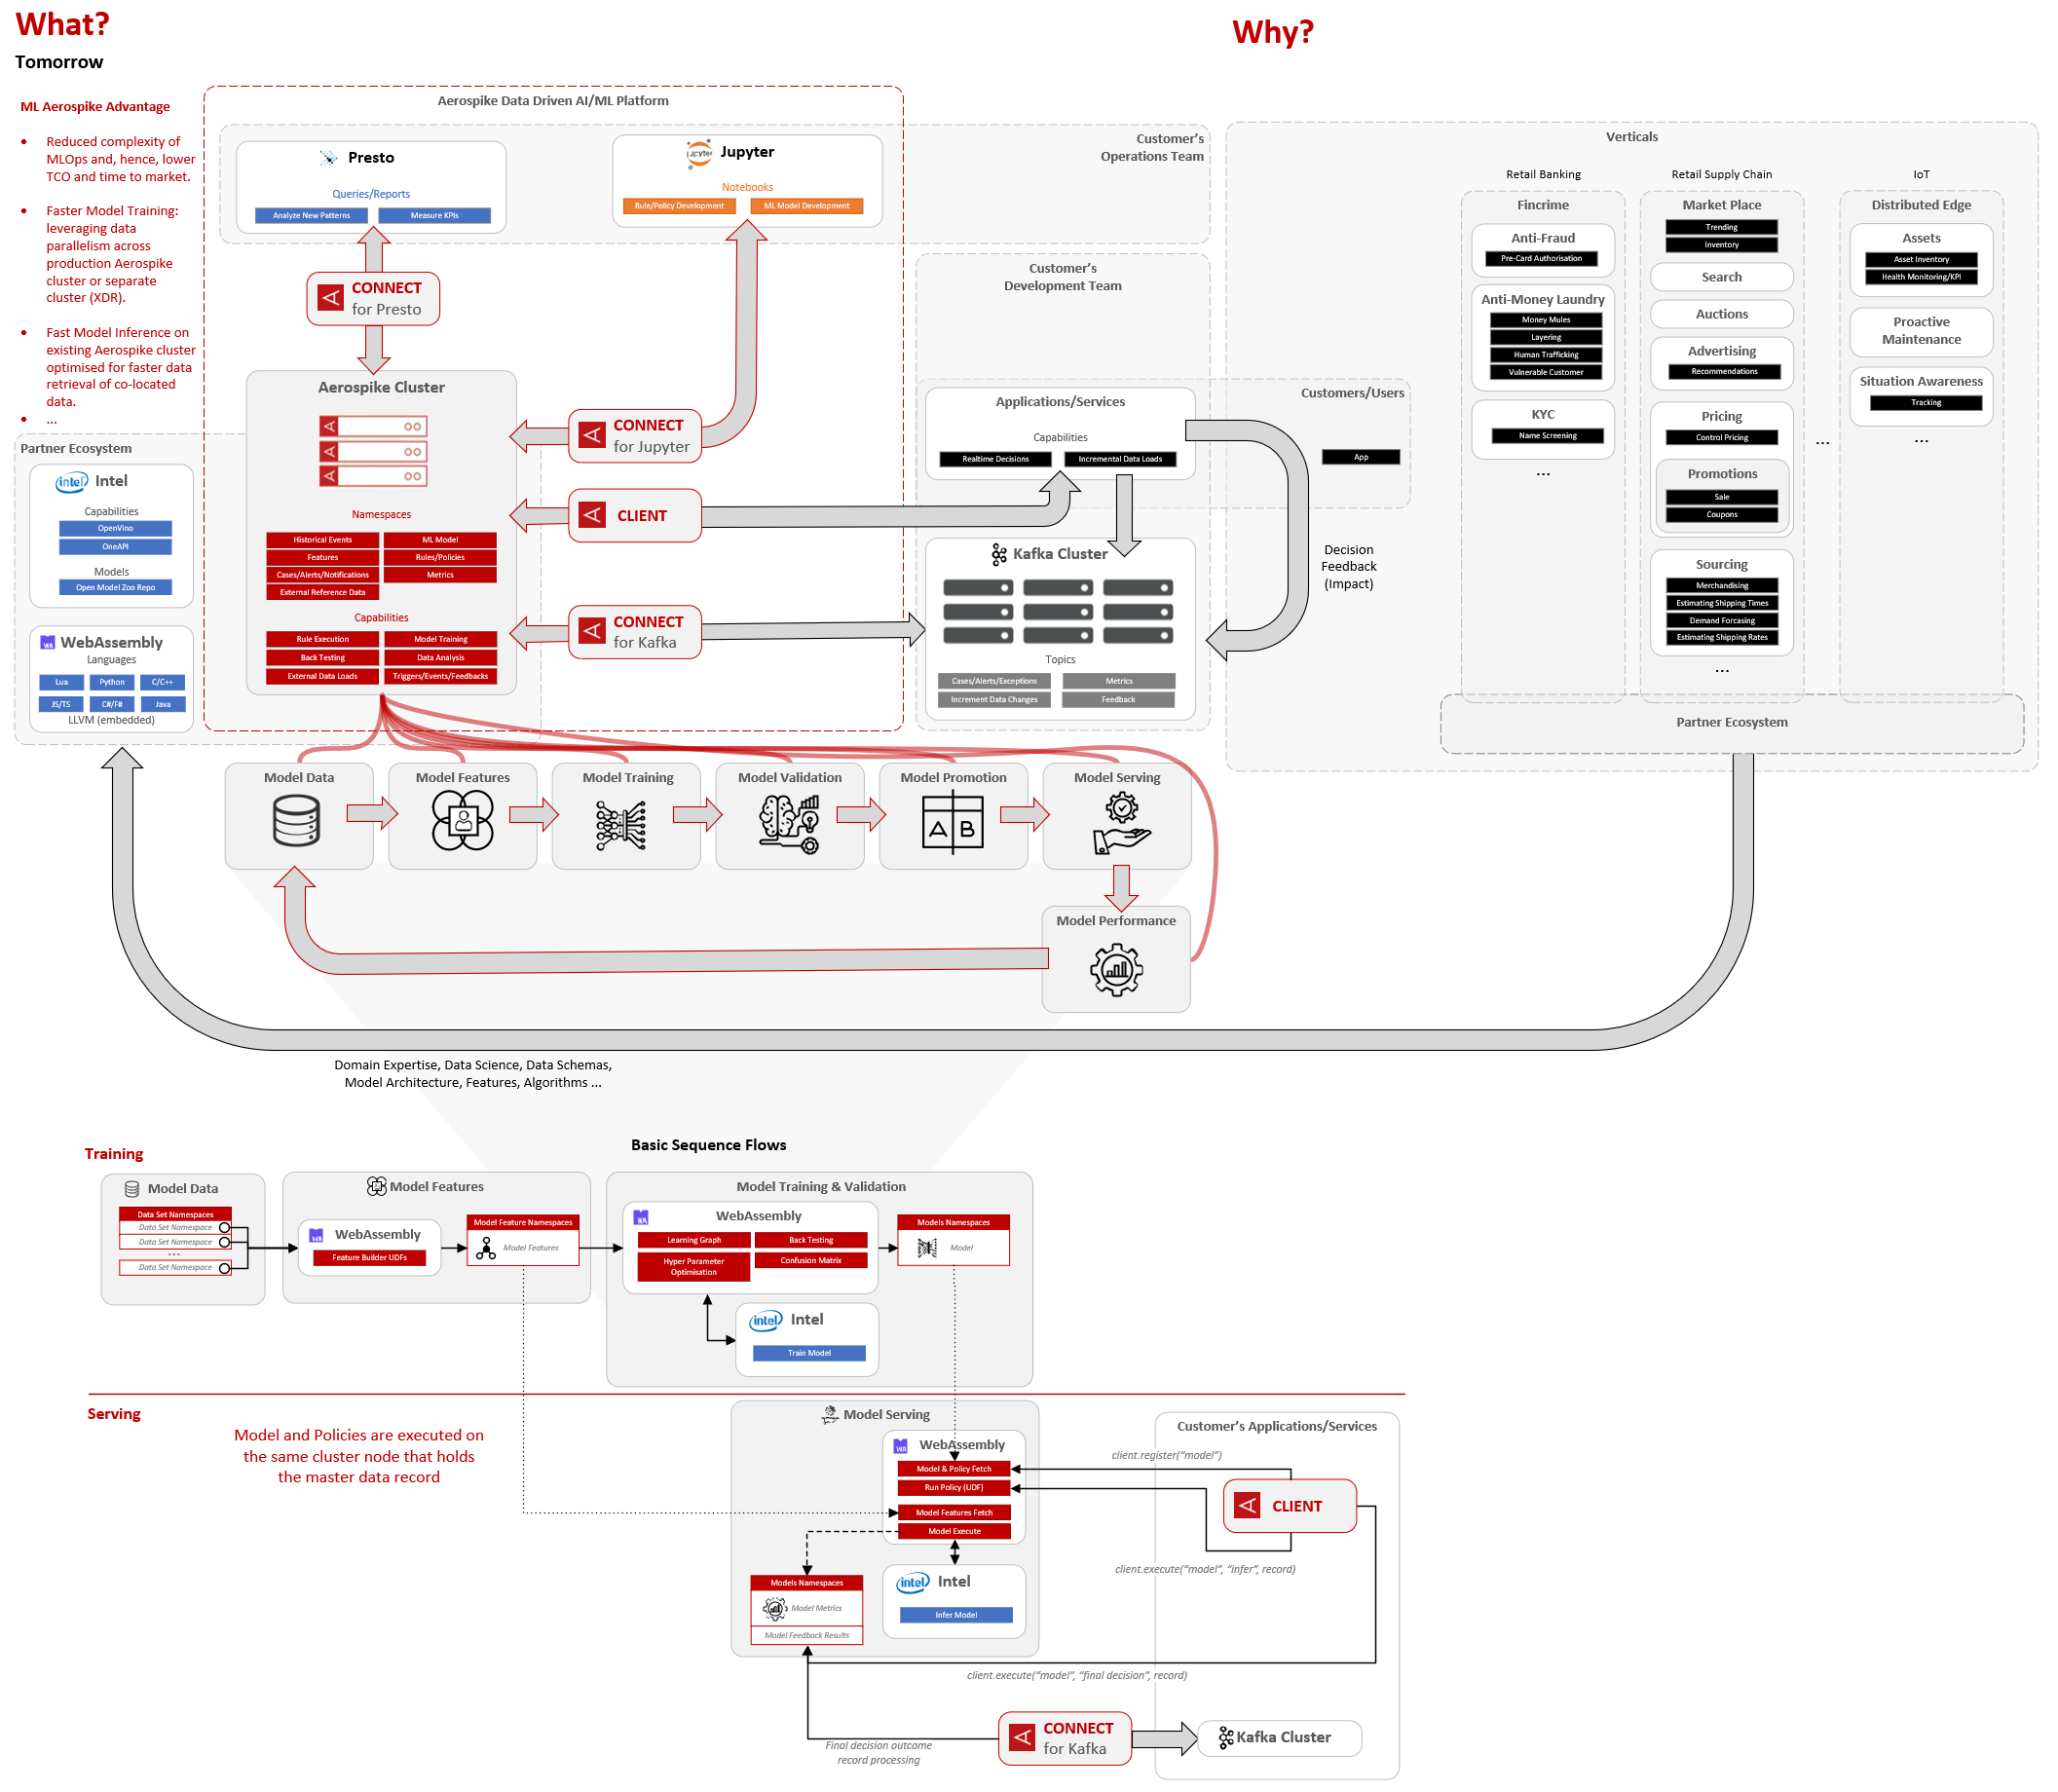 What?
Why?
Tomorrow
ML Aerospike Advantage
• Reduced complexity of
MLOps and, hence, lower
TCO and time to market.
• Faster Model Training:
leveraging data
parallelism across
production Aerospike
cluster or separate
cluster (XDR).
• Fast Model Inference on
existing Aerospike cluster
optimised for faster data
retrieval of co-located
data.
• ...
Aerospike Data Driven AI/ML Platform
Customer's
Operations Team
Presto
Queries/Reports
Analyze New Patterns
Measure KPIs
Jupyter
Jupyter
Notebooks
Rule/Policy Development
ML Model Development
CONNECT
for Presto
Aerospike Cluster
Namespaces
Historical Events
ML Model
Features
Rules/Policies
Cases/Alerts/Notifications
Metrics
External Reference Data
Capabilities
Rule Execution
Model Training
Back Testing
Data Analysis
External Data Loads
Triggers/Events/Feedbacks
CONNECT
for Jupyter
CLIENT
CONNECT
for Kafka
Partner Ecosystem
intel
Intel
Capabilities
OpenVino
OneAPI
Models
Open Model Zoo Repo
WA
WebAssembly
Languages
Lua
Python
C/C++
JS/TS
C#/F#
Java
LLVM (embedded)
Customer's
Development Team
Customers/Users
App
Applications/Services
Capabilities
Realtime Decisions
Incremental Data Loads
Kafka Cluster
Topics
Cases/Alerts/Exceptions
Metrics
Increment Data Changes
Feedback
Decision
Feedback
(Impact)
Verticals
Retail Banking
Fincrime
Anti-Fraud
Pre-Card Authorisation
Anti-Money Laundry
Money Mules
Layering
Human Trafficking
Vulnerable Customer
KYC
Name Screening
...
Retail Supply Chain
Market Place
Trending
Inventory
Search
Auctions
Advertising
Recommendations
Pricing
Control Pricing
Promotions
Sale
Coupons
Sourcing
Merchandising
Estimating Shipping Times
Demand Forcasing
Estimating Shipping Rates
...
...
IoT
Distributed Edge
Assets
Asset Inventory
Health Monitoring/KPI
Proactive
Maintenance
Situation Awareness
Tracking
...
Partner Ecosystem
Model Data
Model Features
Model Training
Model Validation
Model Promotion
A B
Model Serving
Model Performance
Domain Expertise, Data Science, Data Schemas,
Model Architecture, Features, Algorithms ...
Basic Sequence Flows
Training
Model Data
Data Set Namespaces
Data Set Namespace
Data Set Namespace
...
Data Set Namespace
Model Features
WA
WebAssembly
Feature Builder UDFs
Model Feature Namespaces
Model Features
Model Training & Validation
WA
WebAssembly
Learning Graph
Back Testing
Hyper Parameter
Optimisation
Confusion Matrix
Models Namespaces
Model
intel
Intel
Train Model
Serving
Model and Policies are executed on
the same cluster node that holds
the master data record
Model Serving
WA
WebAssembly
Model & Policy Fetch
Run Policy (UDF)
Model Features Fetch
Model Execute
intel
Intel
Infer Model
Models Namespaces
Model Metrics
Model Feedback Results
Customer's Applications/Services
client.register("model")
CLIENT
client.execute("model", "infer", record)
client.execute("model", "final decision", record)
CONNECT
for Kafka
Kafka Cluster
Final decision outcome
record processing